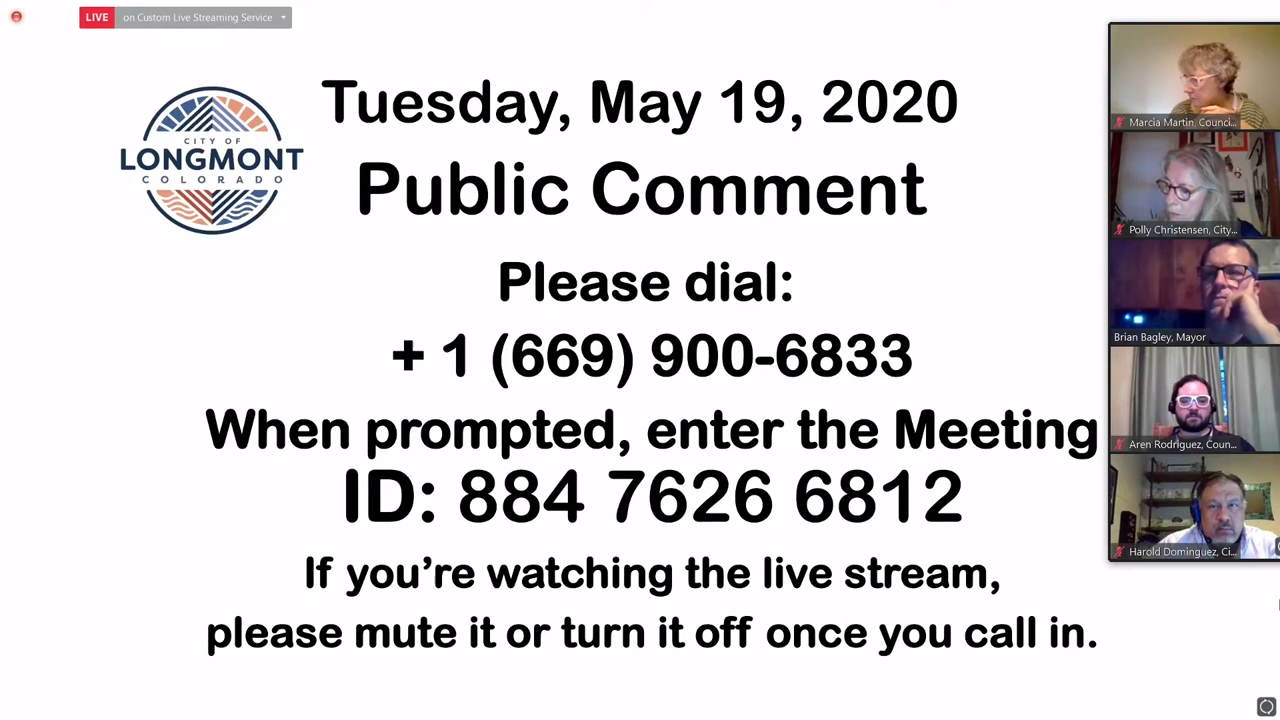 LIVE on Custom Live Streaming Service
CITY OF
LONGMONT
COLORADO
Tuesday, May 19, 2020
Public Comment
Please dial:
+ 1 (669) 900-6833
When prompted, enter the Meeting
ID: 884 7626 6812
If you’re watching the live stream,
please mute it or turn it off once you call in.
Marcia Martin, Counci...
Polly Christensen, City...
Brian Bagley, Mayor
Aren Rodriguez, Coun...
Harold Dominguez, Ci...